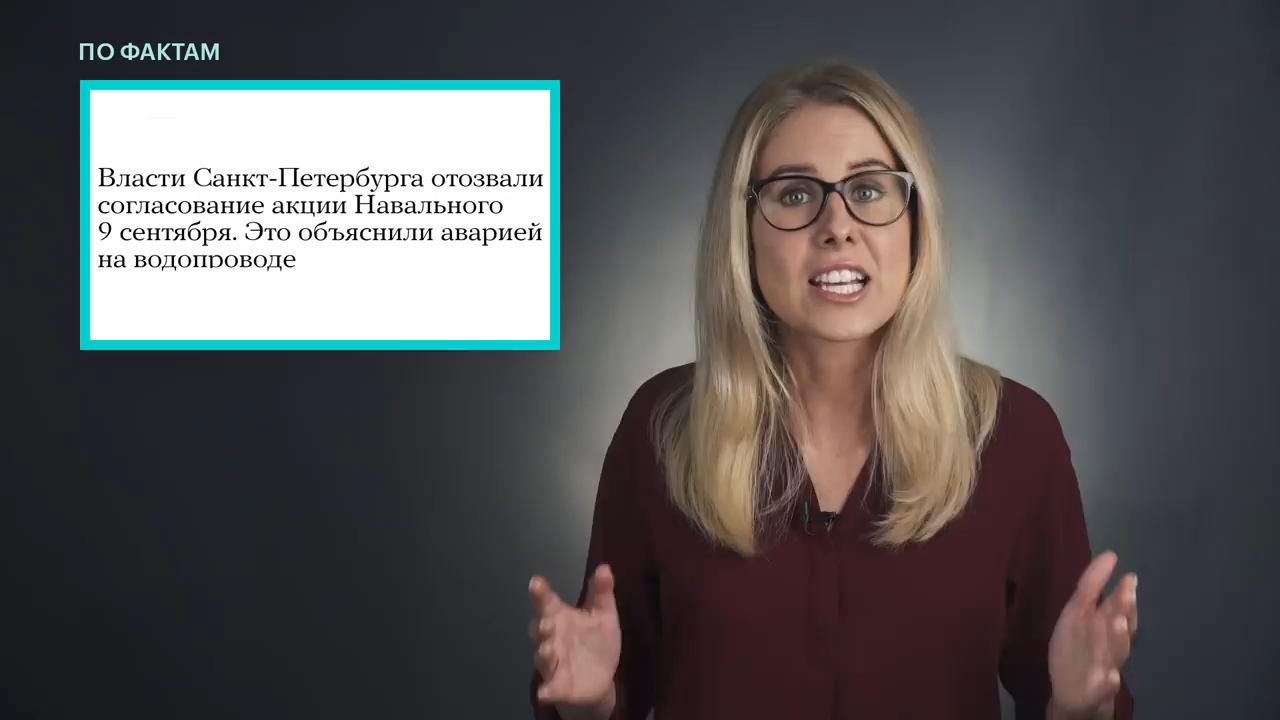 ПО ФАКТАМ
Власти Санкт-Петербурга отозвали
согласование акции Навального
9 сентября. Это объяснили аварией
на водопроводе